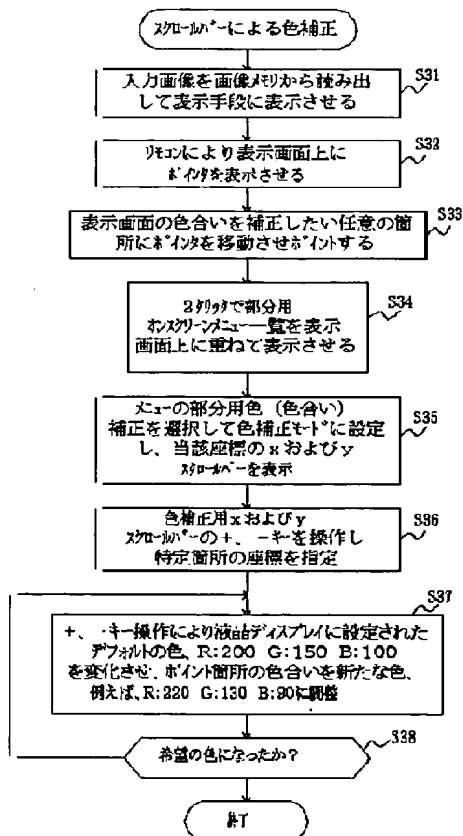 スクロールバーによる色補正
S31
入力画像を画像メモリから読み出
して表示手段に表示させる
S32
リモコンにより表示画面上に
ポインタを表示させる
S33
表示画面の色合いを補正したい任意の箇
所にポインタを移動させポイントする
S34
2クリックで部分用
オンスクリーンメニュー一覧を表示
画面上に重ねて表示させる
S35
メニューの部分用色（色合い）
補正を選択して色補正モードに設定
し、当該座標のxおよびy
スクロールバーを表示
S36
色補正用xおよびy
スクロールバーの+、-キーを操作し
特定箇所の座標を指定
S37
+、-キー操作により液晶ディスプレイに設定された
デフォルトの色、R:200 G:150 B:100
を変化させ、ポイント箇所の色合いを新たな色、
例えば、R:220 G:130 B:90に調整
S38
希望の色になったか？
終了